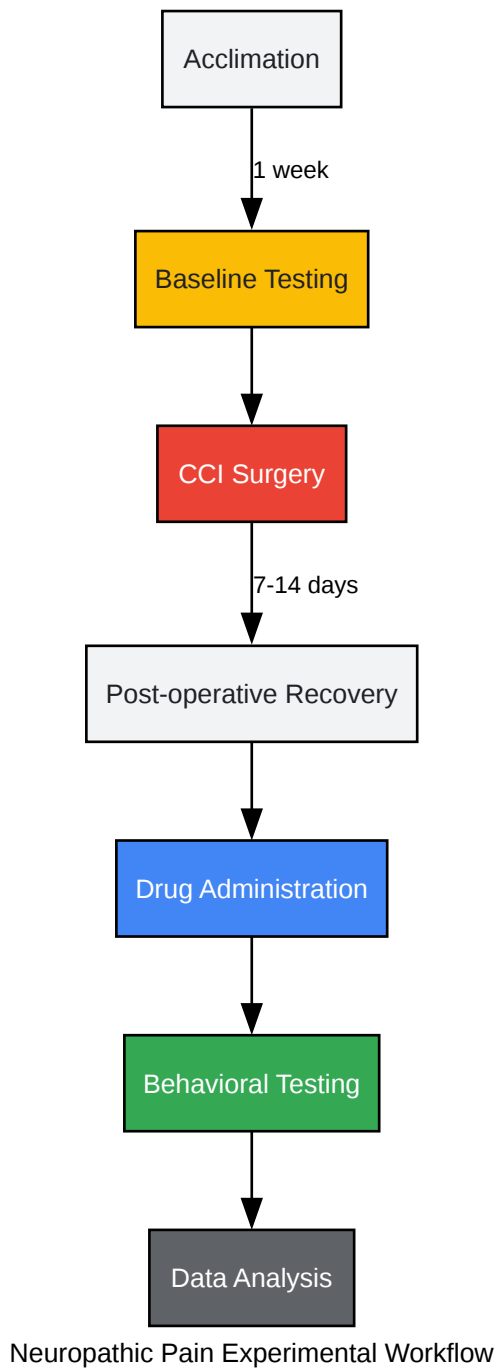 Acclimation
1 week
Baseline Testing
CCI Surgery
7-14 days
Post-operative Recovery
Drug Administration
Behavioral Testing
Data Analysis
Neuropathic Pain Experimental Workflow